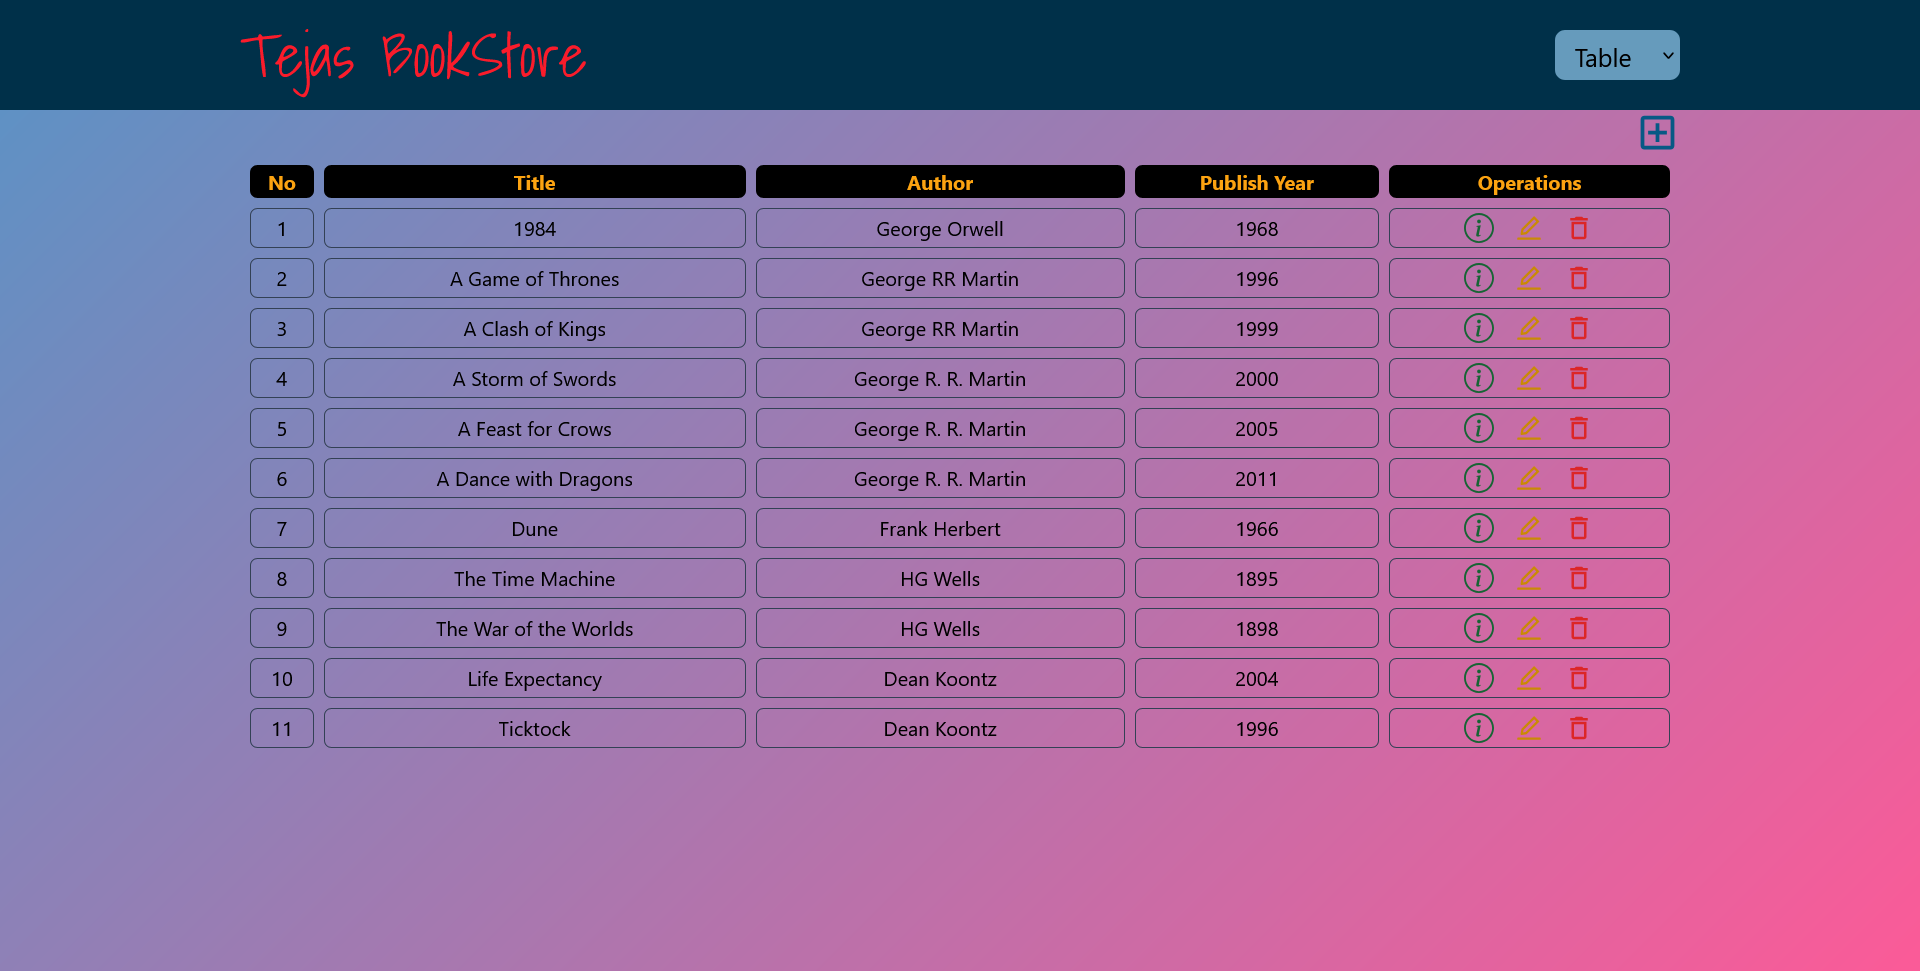 Tejas BookStore
Table
No Title Author Publish Year Operations
1 1984 George Orwell 1968
2 A Game of Thrones George RR Martin 1996
3 A Clash of Kings George RR Martin 1999
4 A Storm of Swords George R. R. Martin 2000
5 A Feast for Crows George R. R. Martin 2005
6 A Dance with Dragons George R. R. Martin 2011
7 Dune Frank Herbert 1966
8 The Time Machine HG Wells 1895
9 The War of the Worlds HG Wells 1898
10 Life Expectancy Dean Koontz 2004
11 Ticktock Dean Koontz 1996